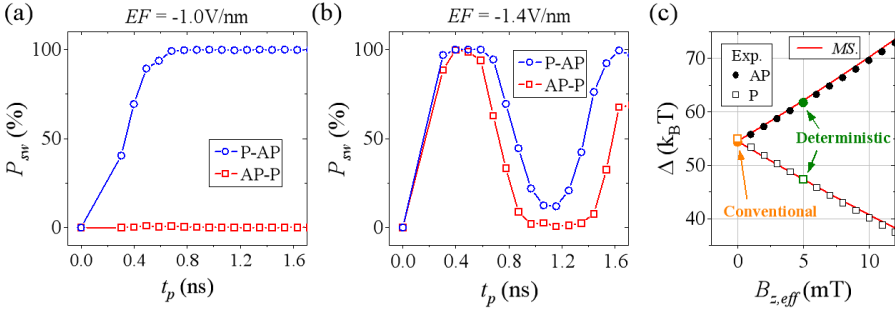 (a)
EF = -1.0V/nm
P_sw (%)
100
50
0
P-AP
AP-P
0.0
0.4
0.8
1.2
1.6
t_p (ns)
(b)
EF = -1.4V/nm
P_sw (%)
100
50
0
P-AP
AP-P
0.0
0.4
0.8
1.2
1.6
t_p (ns)
(c)
Δ (k_BT)
70
60
50
40
Exp.
AP
P
MS.
Deterministic
Conventional
0
5
10
B_z,eff (mT)